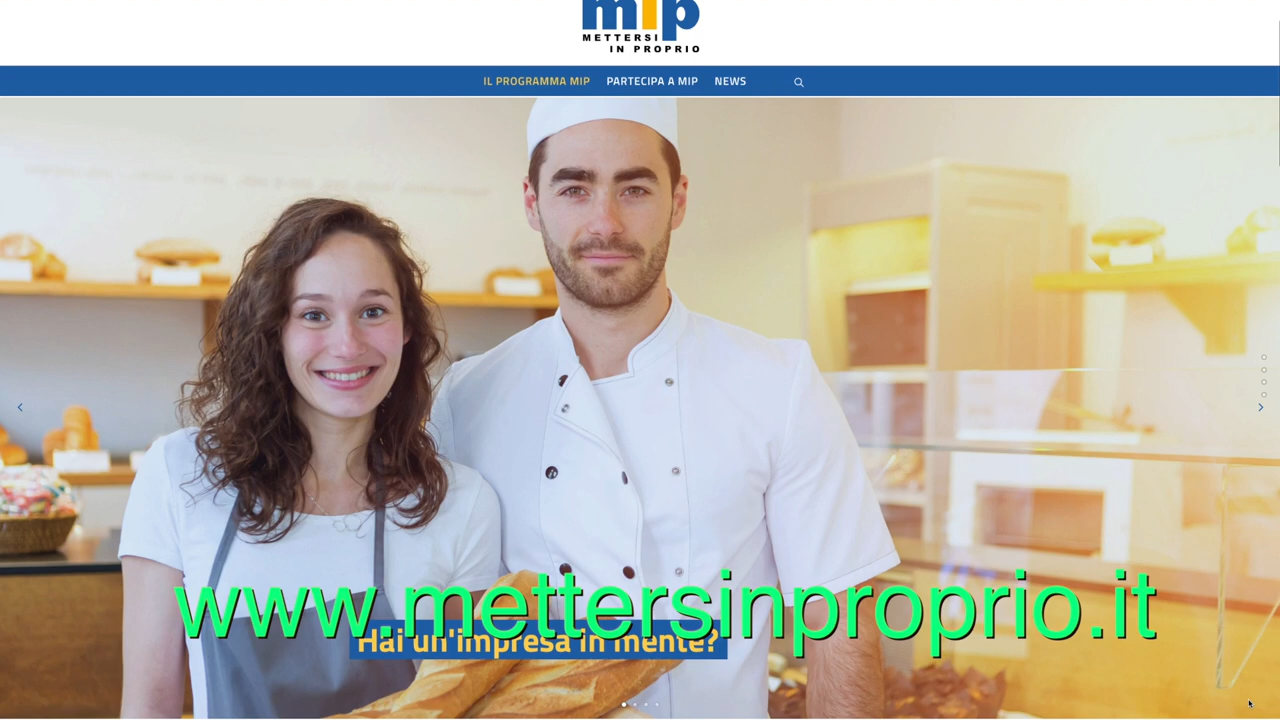 mip
METTERSI
IN PROPRIO
IL PROGRAMMA MIP PARTECIPA A MIP NEWS
www.mettersinproprio.it
Hai un'impresa in mente?